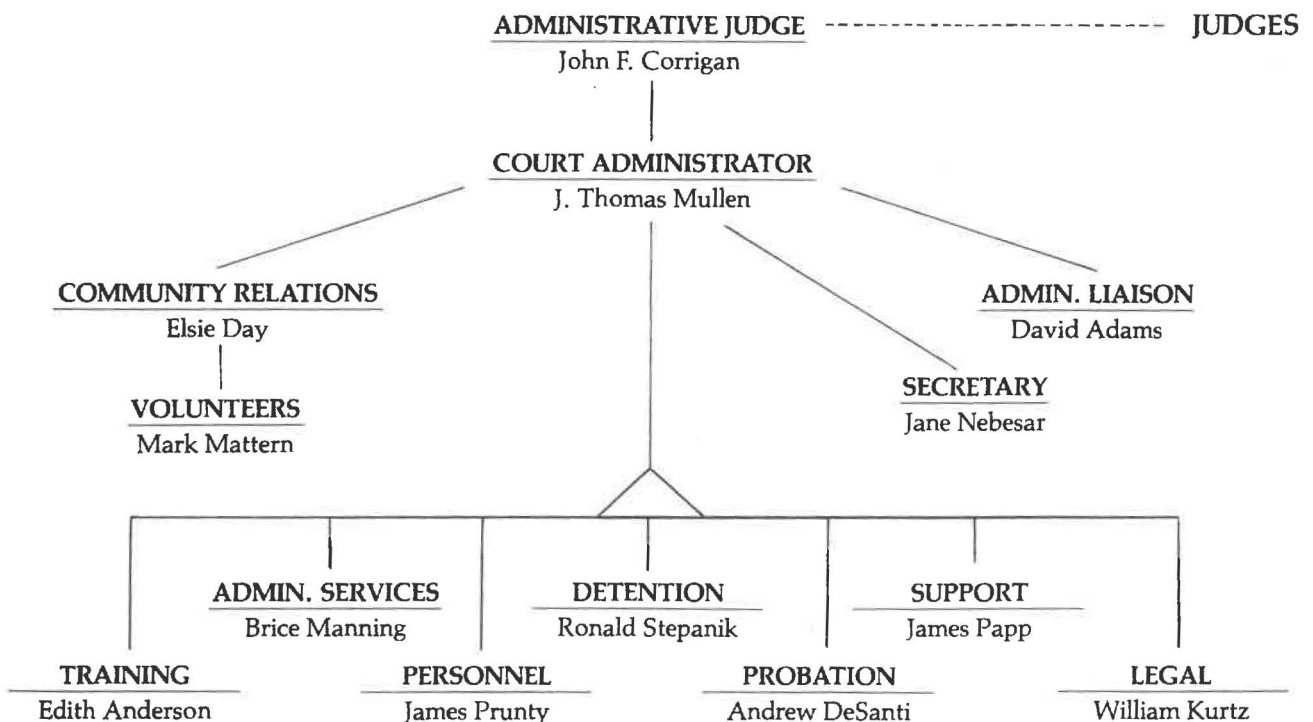 ADMINISTRATIVE JUDGE JUDGES
John F. Corrigan
COURT ADMINISTRATOR
J. Thomas Mullen
COMMUNITY RELATIONS
Elsie Day
ADMIN. LIAISON
David Adams
VOLUNTEERS
Mark Mattern
SECRETARY
Jane Nebesar
ADMIN. SERVICES
Brice Manning
DETENTION
Ronald Stepanik
SUPPORT
James Papp
TRAINING
Edith Anderson
PERSONNEL
James Prunty
PROBATION
Andrew DeSanti
LEGAL
William Kurtz